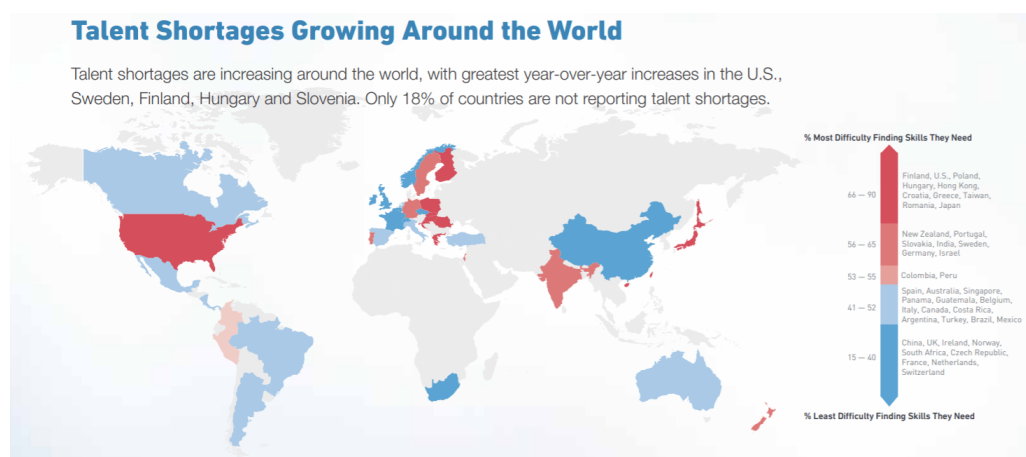 Talent Shortages Growing Around the World
Talent shortages are increasing around the world, with greatest year-over-year increases in the U.S.,
Sweden, Finland, Hungary and Slovenia. Only 18% of countries are not reporting talent shortages.
% Most Difficulty Finding Skills They Need
66 — 90
Finland, U.S., Poland,
Hungary, Hong Kong,
Croatia, Greece, Taiwan,
Romania, Japan
56 — 65
New Zealand, Portugal,
Slovakia, India, Sweden,
Germany, Israel
53 — 55
Colombia, Peru
41 — 52
Spain, Australia, Singapore,
Panama, Guatemala, Belgium,
Italy, Canada, Costa Rica,
Argentina, Turkey, Brazil, Mexico
15 — 40
China, UK, Ireland, Norway,
South Africa, Czech Republic,
France, Netherlands,
Switzerland
% Least Difficulty Finding Skills They Need